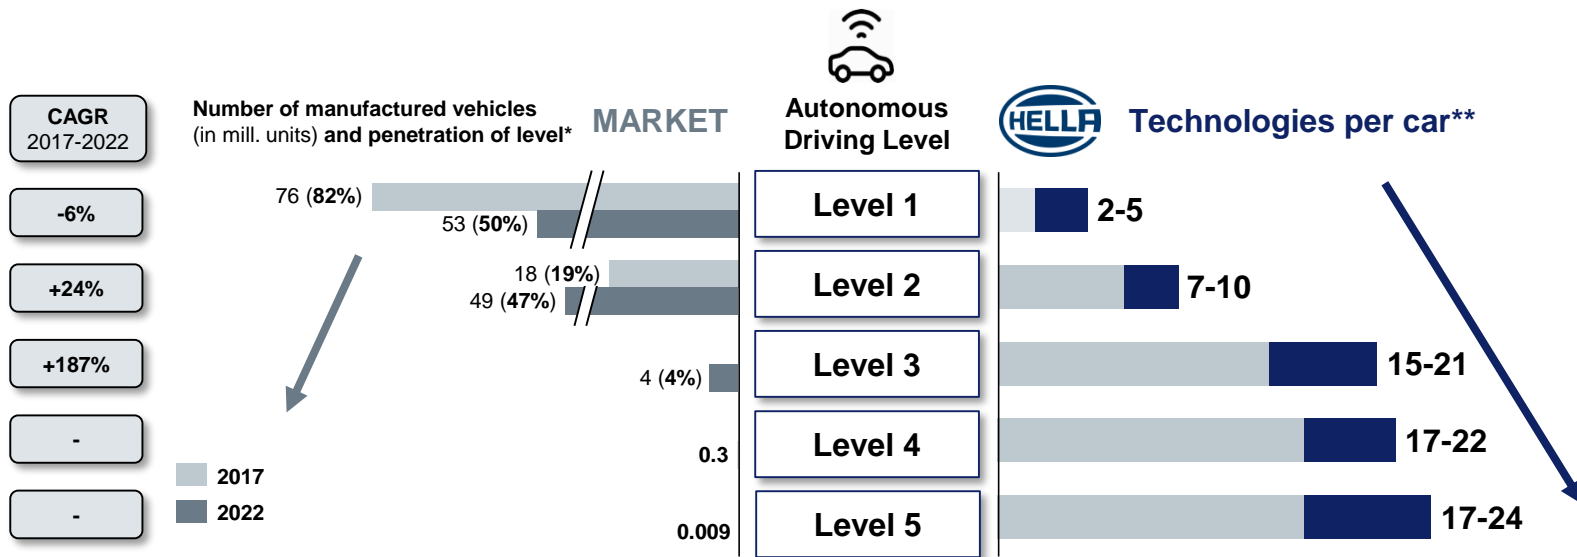 CAGR
2017-2022
Number of manufactured vehicles
(in mill. units) and penetration of level*
MARKET
Autonomous
Driving Level
HELLA
Technologies per car**
-6%
76 (82%)
53 (50%)
Level 1
2-5
+24%
18 (19%)
49 (47%)
Level 2
7-10
+187%
4 (4%)
Level 3
15-21
-
0.3
Level 4
17-22
-
0.009
Level 5
17-24
2017
2022